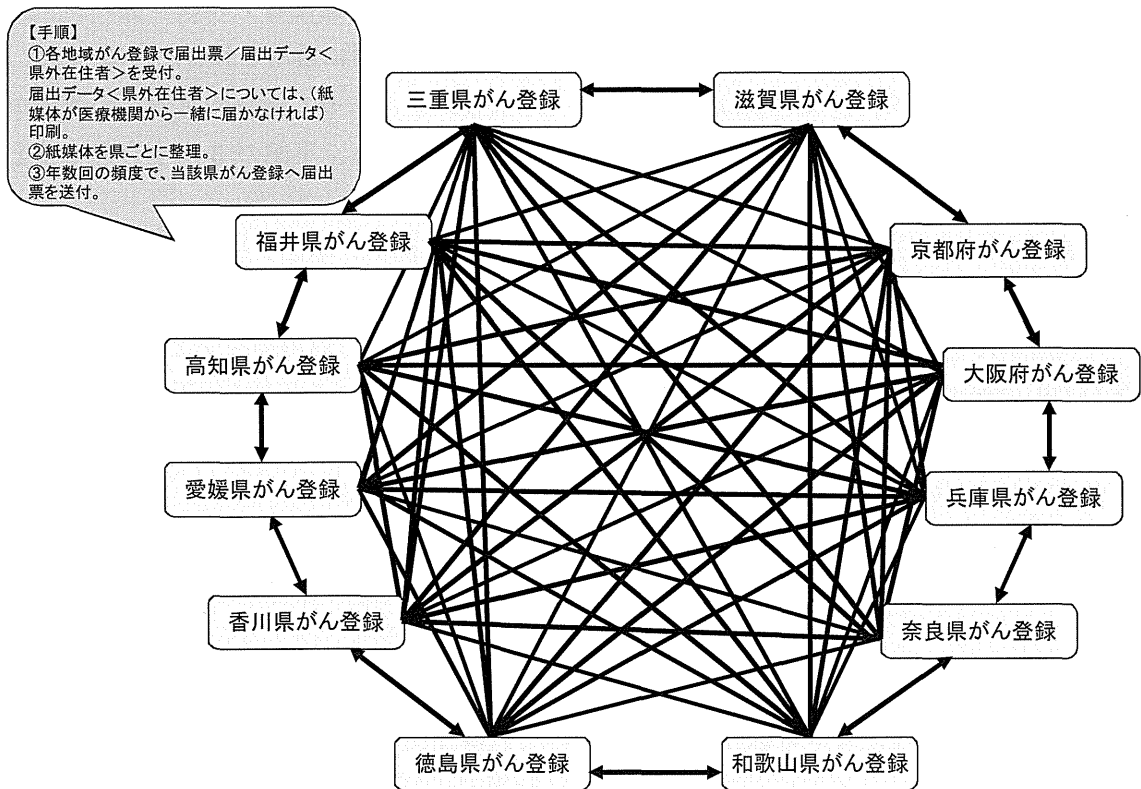 【手順】
①各地域がん登録で届出票／届出データ<
県外在住者>を受付。
届出データ<県外在住者>については、(紙
媒体が医療機関から一緒に届かなければ)
印刷。
②紙媒体を県ごとに整理。
③年数回の頻度で、当該県がん登録へ届出
票を送付。
三重県がん登録
滋賀県がん登録
福井県がん登録
京都府がん登録
高知県がん登録
大阪府がん登録
愛媛県がん登録
兵庫県がん登録
香川県がん登録
奈良県がん登録
徳島県がん登録
和歌山県がん登録